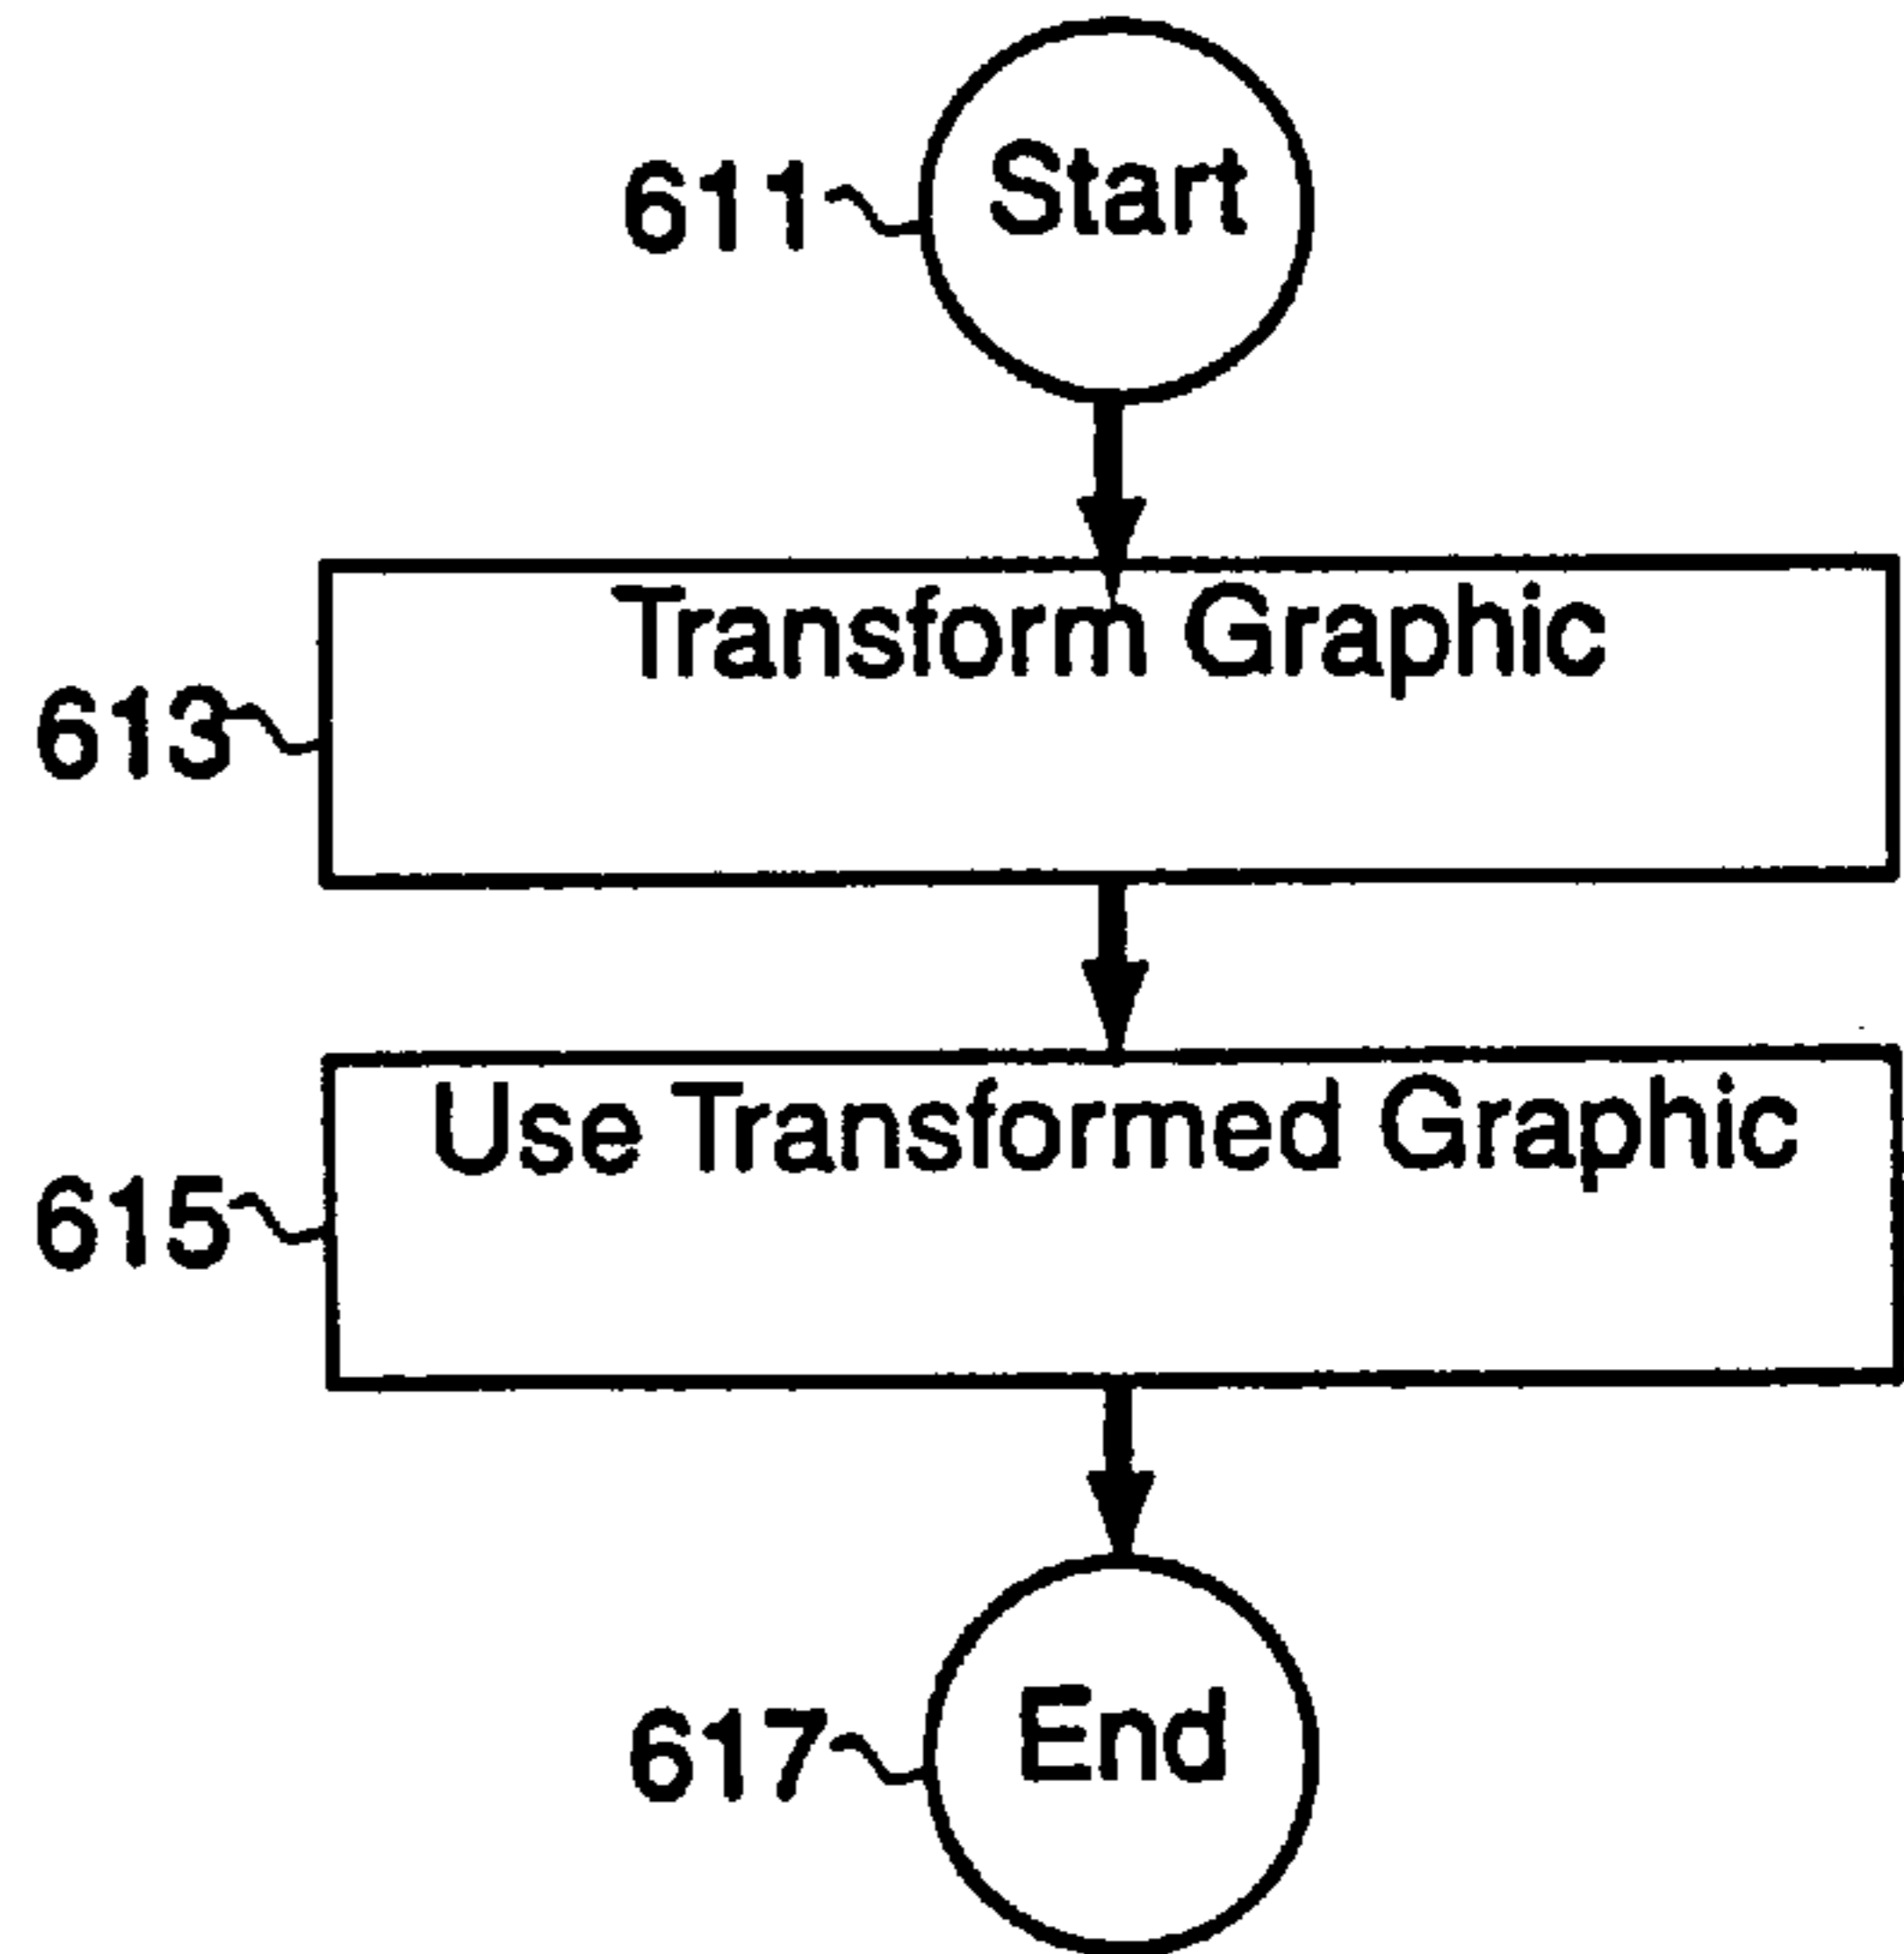 611 Start
Transform Graphic
613
Use Transformed Graphic
615
617 End